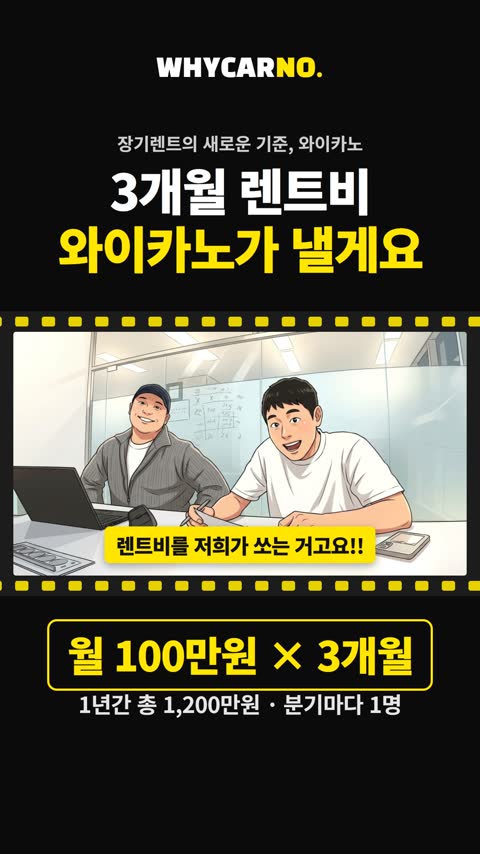 WHYCARNO.
장기렌트의 새로운 기준, 와이카노
3개월 렌트비
와이카노가 낼게요
렌트비를 저희가 쏘는 거고요!!
월 100만원 × 3개월
1년간 총 1,200만원 · 분기마다 1명